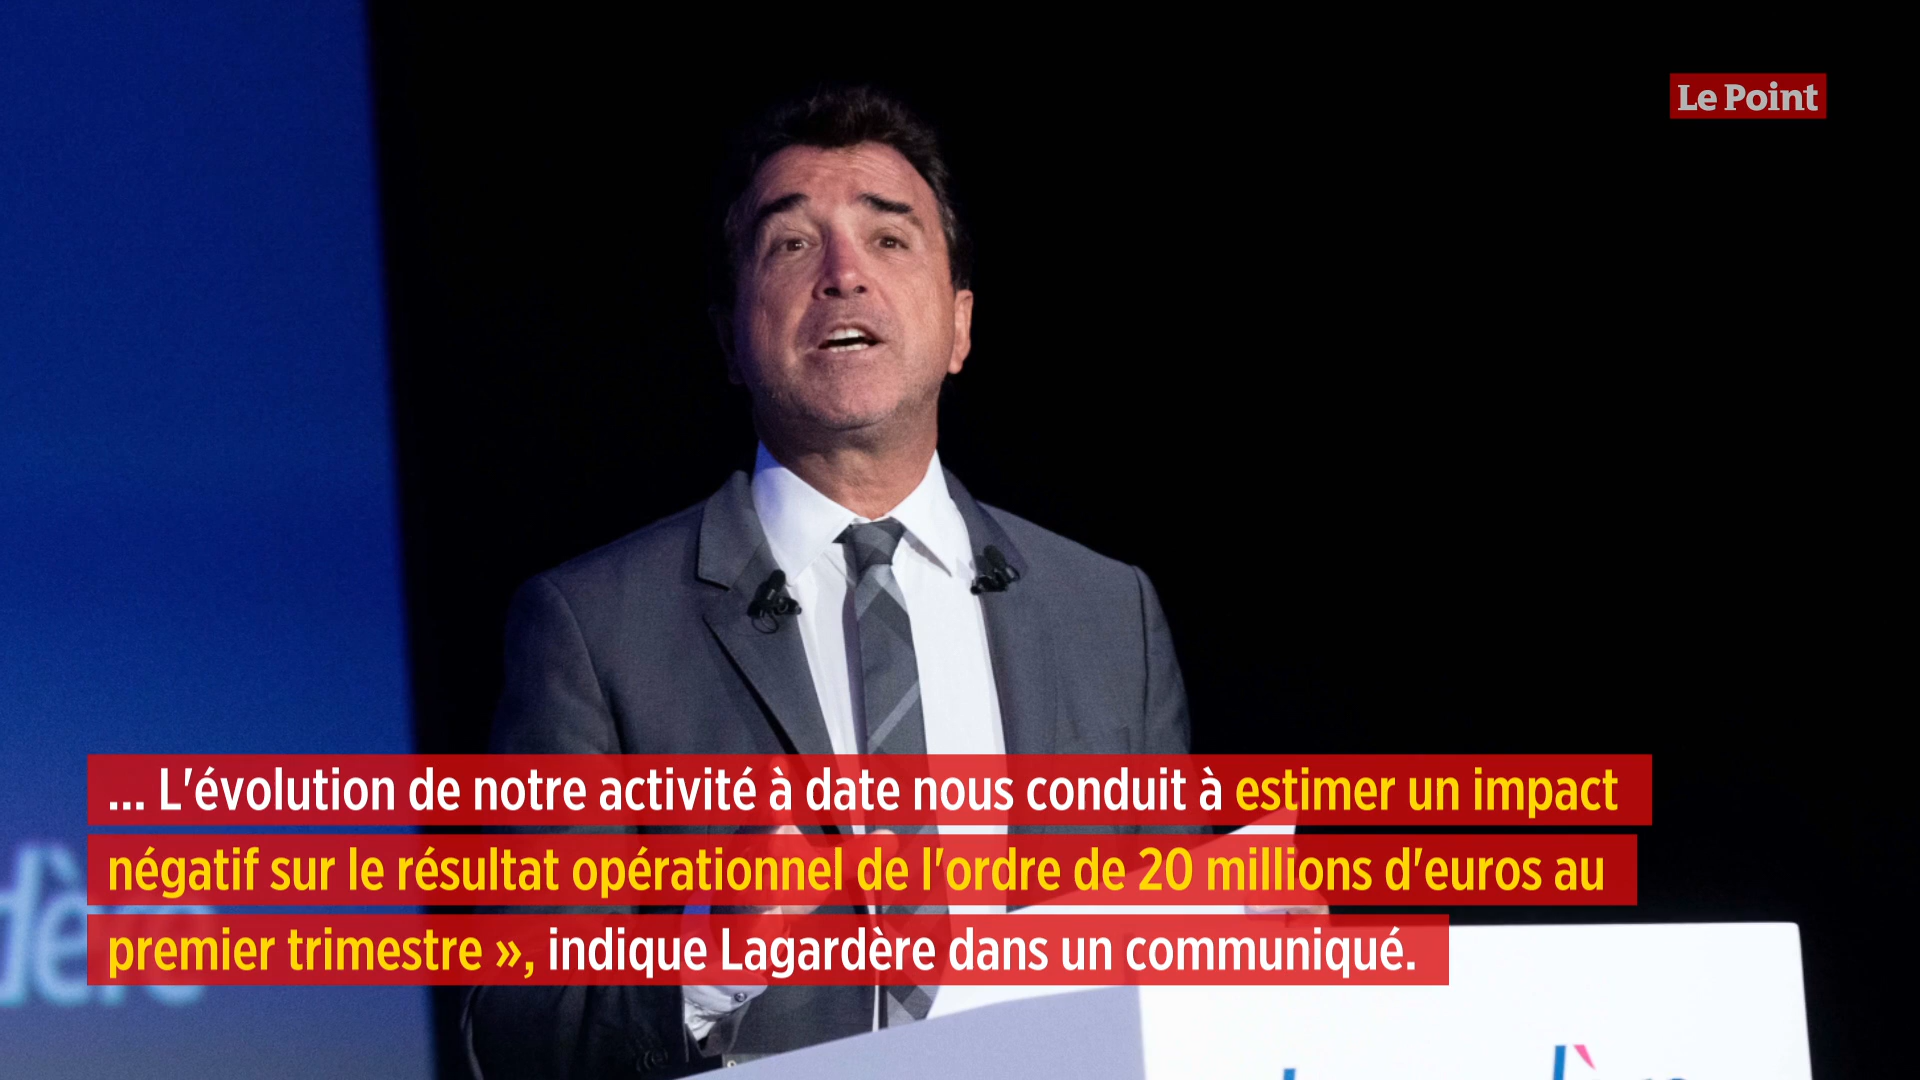 Le Point
... L'évolution de notre activité à date nous conduit à estimer un impact
négatif sur le résultat opérationnel de l'ordre de 20 millions d'euros au
premier trimestre », indique Lagardère dans un communiqué.